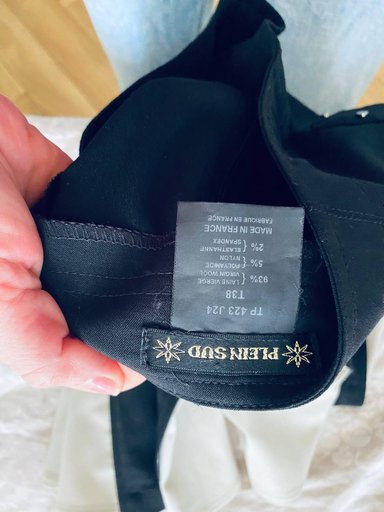 PLEIN SUD
TP 423 J24
T38
LAINE VIERGE
93% VIRGIN WOOL
5% POLYAMIDE
NYLON
2% ELASTHANNE
SPANDEX
MADE IN FRANCE
FABRIQUE EN FRANCE